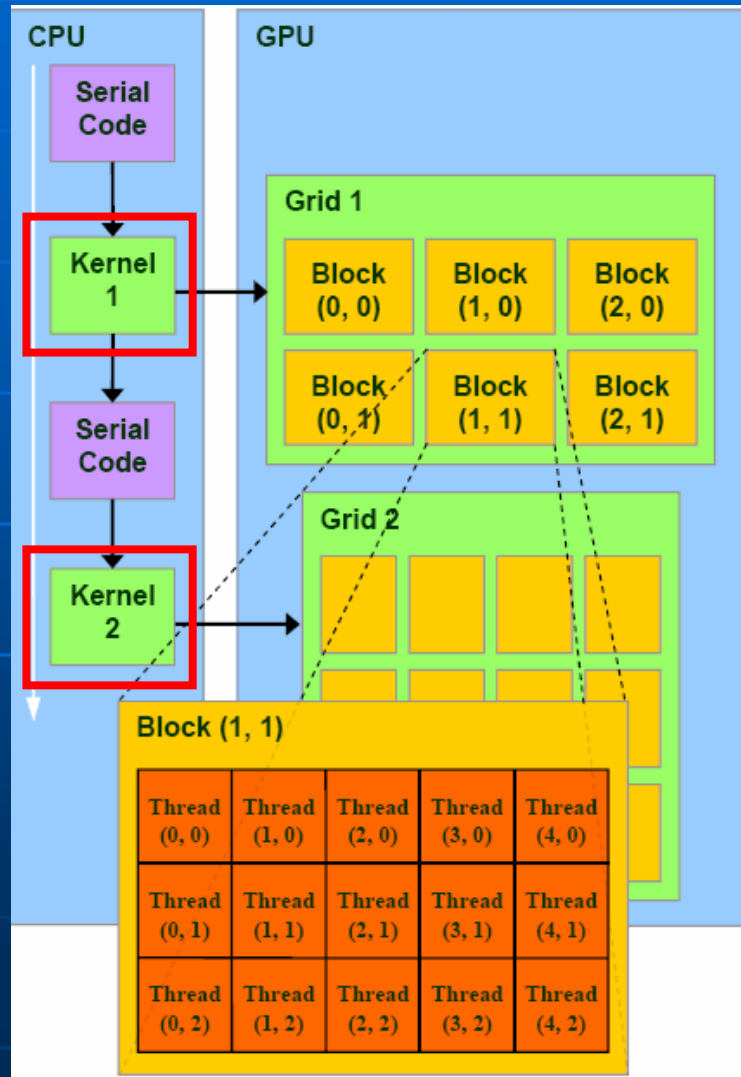 CPU
Serial
Code
Kernel
1
Serial
Code
Kernel
2
GPU
Grid 1
Block Block Block
(0, 0) (1, 0) (2, 0)
Block Block Block
(0, 1) (1, 1) (2, 1)
Grid 2
Block (1, 1)
Thread Thread Thread Thread Thread
(0, 0) (1, 0) (2, 0) (3, 0) (4, 0)
Thread Thread Thread Thread Thread
(0, 1) (1, 1) (2, 1) (3, 1) (4, 1)
Thread Thread Thread Thread Thread
(0, 2) (1, 2) (2, 2) (3, 2) (4, 2)